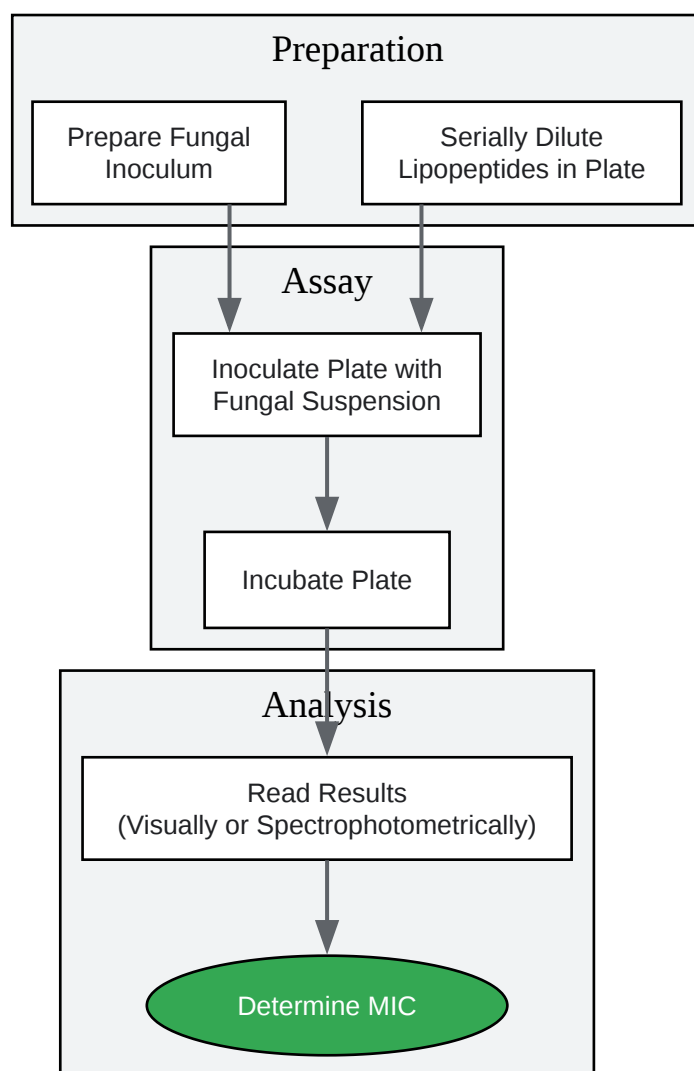 Preparation
Prepare Fungal
Inoculum
Serially Dilute
Lipopeptides in Plate
Assay
Inoculate Plate with
Fungal Suspension
Incubate Plate
Analysis
Read Results
(Visually or Spectrophotometrically)
Determine MIC